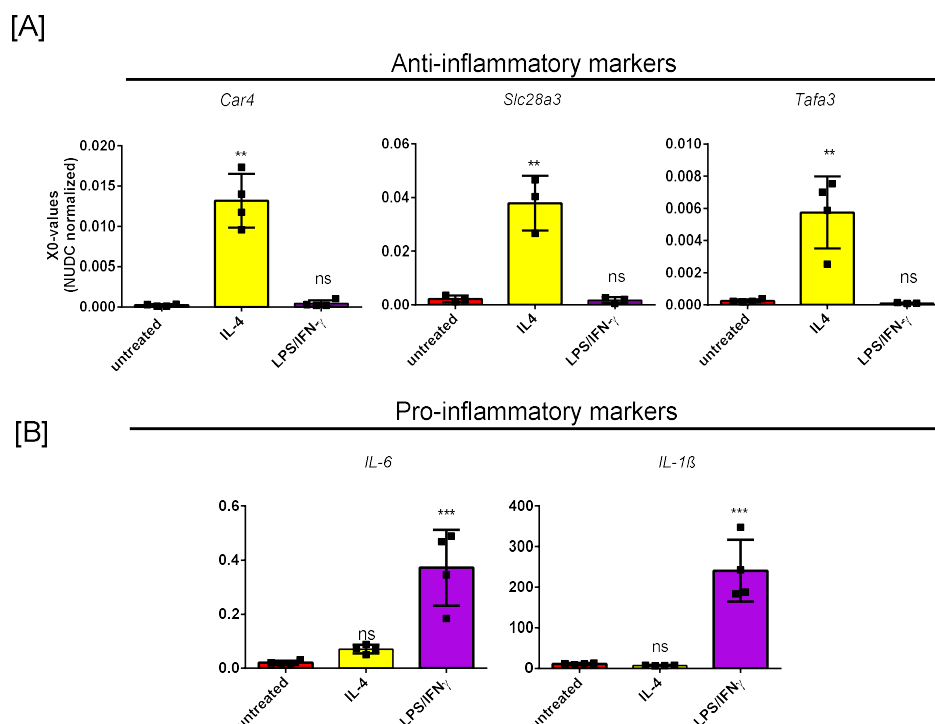 [A]
Anti-inflammatory markers
Car4
Slc28a3
Tafa3
X0-values
(NUDC normalized)
0.020
0.015
0.010
0.005
0.000
**
ns
untreated
IL-4
LPS/IFN-γ
0.06
0.04
0.02
0.00
**
ns
untreated
IL4
LPS/IFN-γ
0.010
0.008
0.006
0.004
0.002
0.000
**
ns
untreated
IL4
LPS/IFN-γ
[B]
Pro-inflammatory markers
IL-6
IL-1ß
0.6
0.4
0.2
0.0
ns
***
untreated
IL-4
LPS/IFN-γ
400
300
200
100
0
ns
***
untreated
IL-4
LPS/IFN-γ